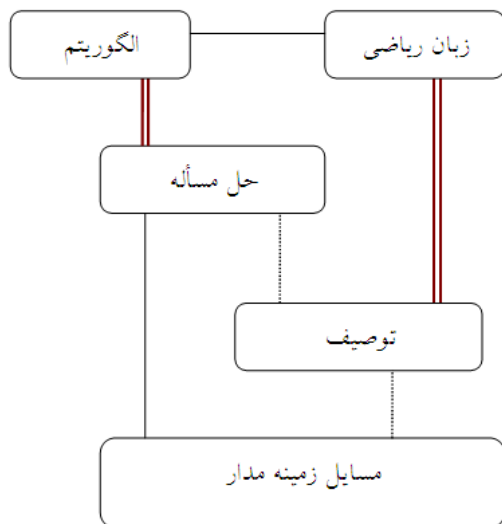 زبان ریاضی
الگوریتم
حل مسأله
توصیف
مسایل زمینه مدار